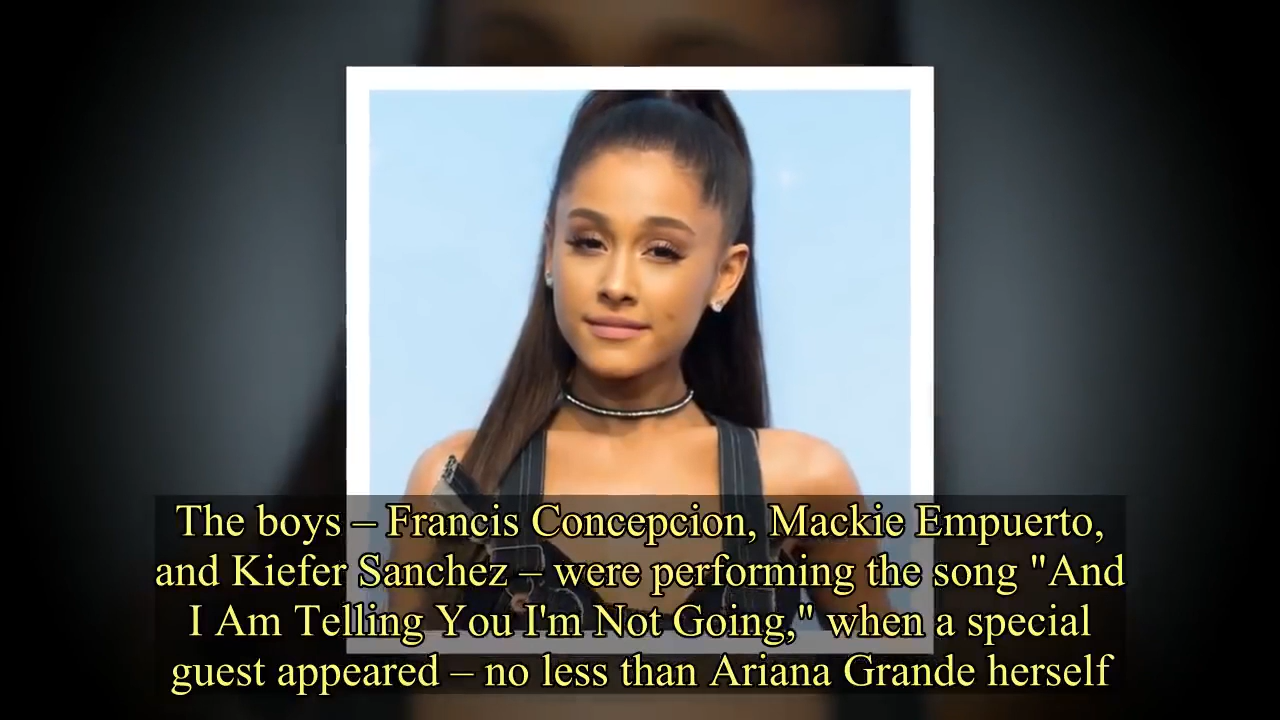 The boys – Francis Concepcion, Mackie Empuerto,
and Kiefer Sanchez – were performing the song "And
I Am Telling You I'm Not Going," when a special
guest appeared – no less than Ariana Grande herself